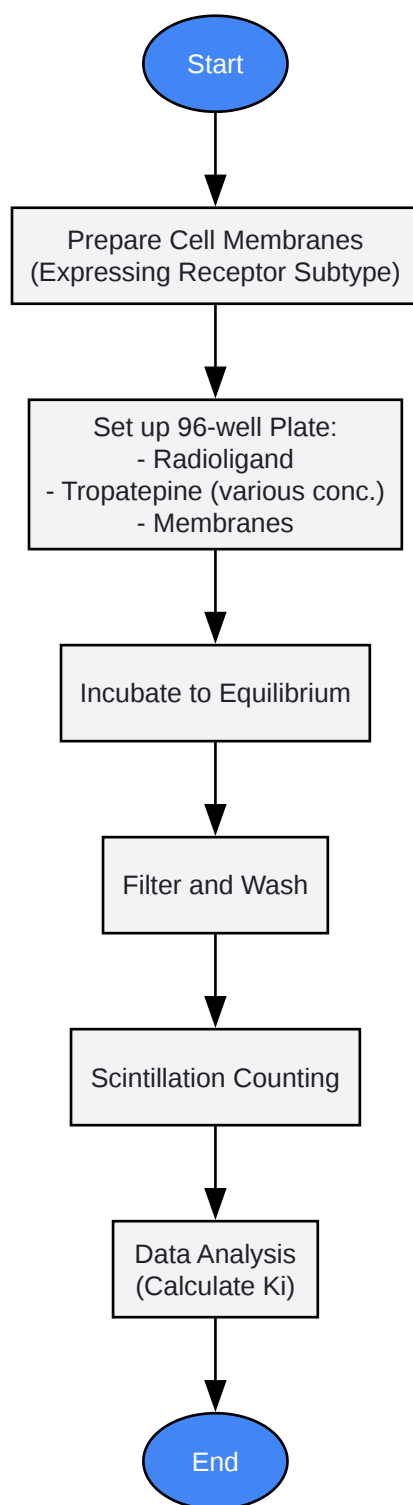 Start
Prepare Cell Membranes
(Expressing Receptor Subtype)
Set up 96-well Plate:
- Radioligand
- Tropatepine (various conc.)
- Membranes
Incubate to Equilibrium
Filter and Wash
Scintillation Counting
Data Analysis
(Calculate Ki)
End